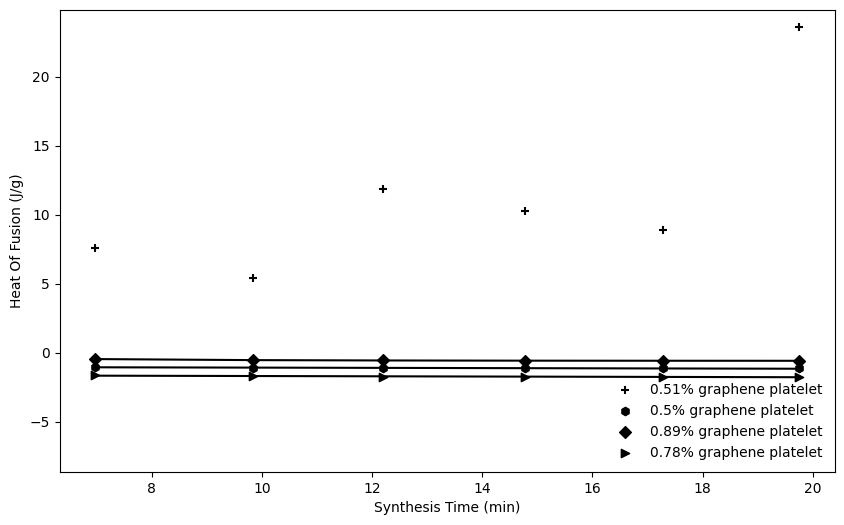 20
15
10
5
0
−5
Heat Of Fusion (J/g)
0.51% graphene platelet
0.5% graphene platelet
0.89% graphene platelet
0.78% graphene platelet
8 10 12 14 16 18 20
Synthesis Time (min)